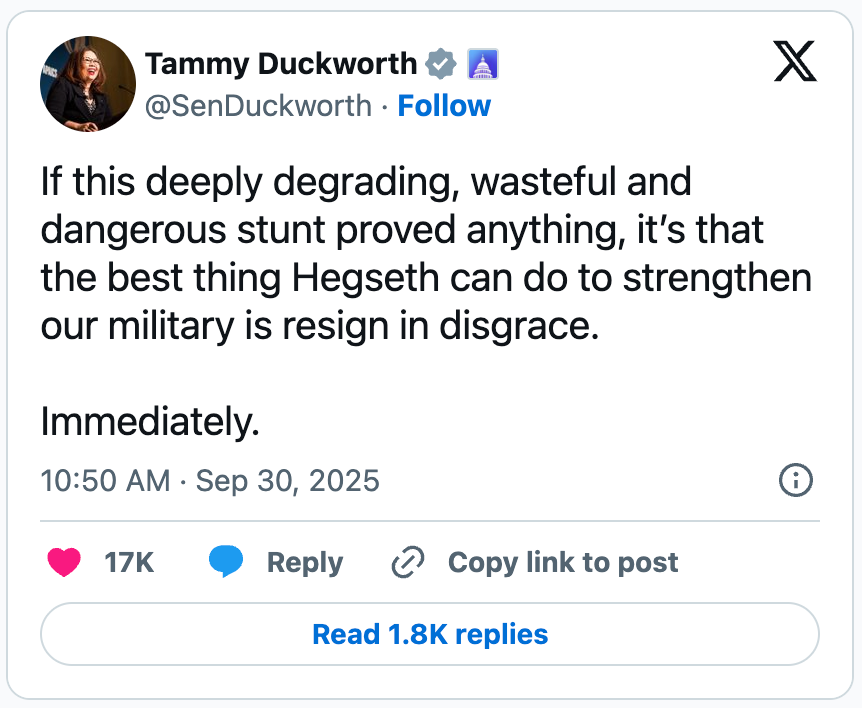 Tammy Duckworth
@SenDuckworth · Follow
If this deeply degrading, wasteful and
dangerous stunt proved anything, it’s that
the best thing Hegseth can do to strengthen
our military is resign in disgrace.
Immediately.
10:50 AM · Sep 30, 2025
17K Reply Copy link to post
Read 1.8K replies